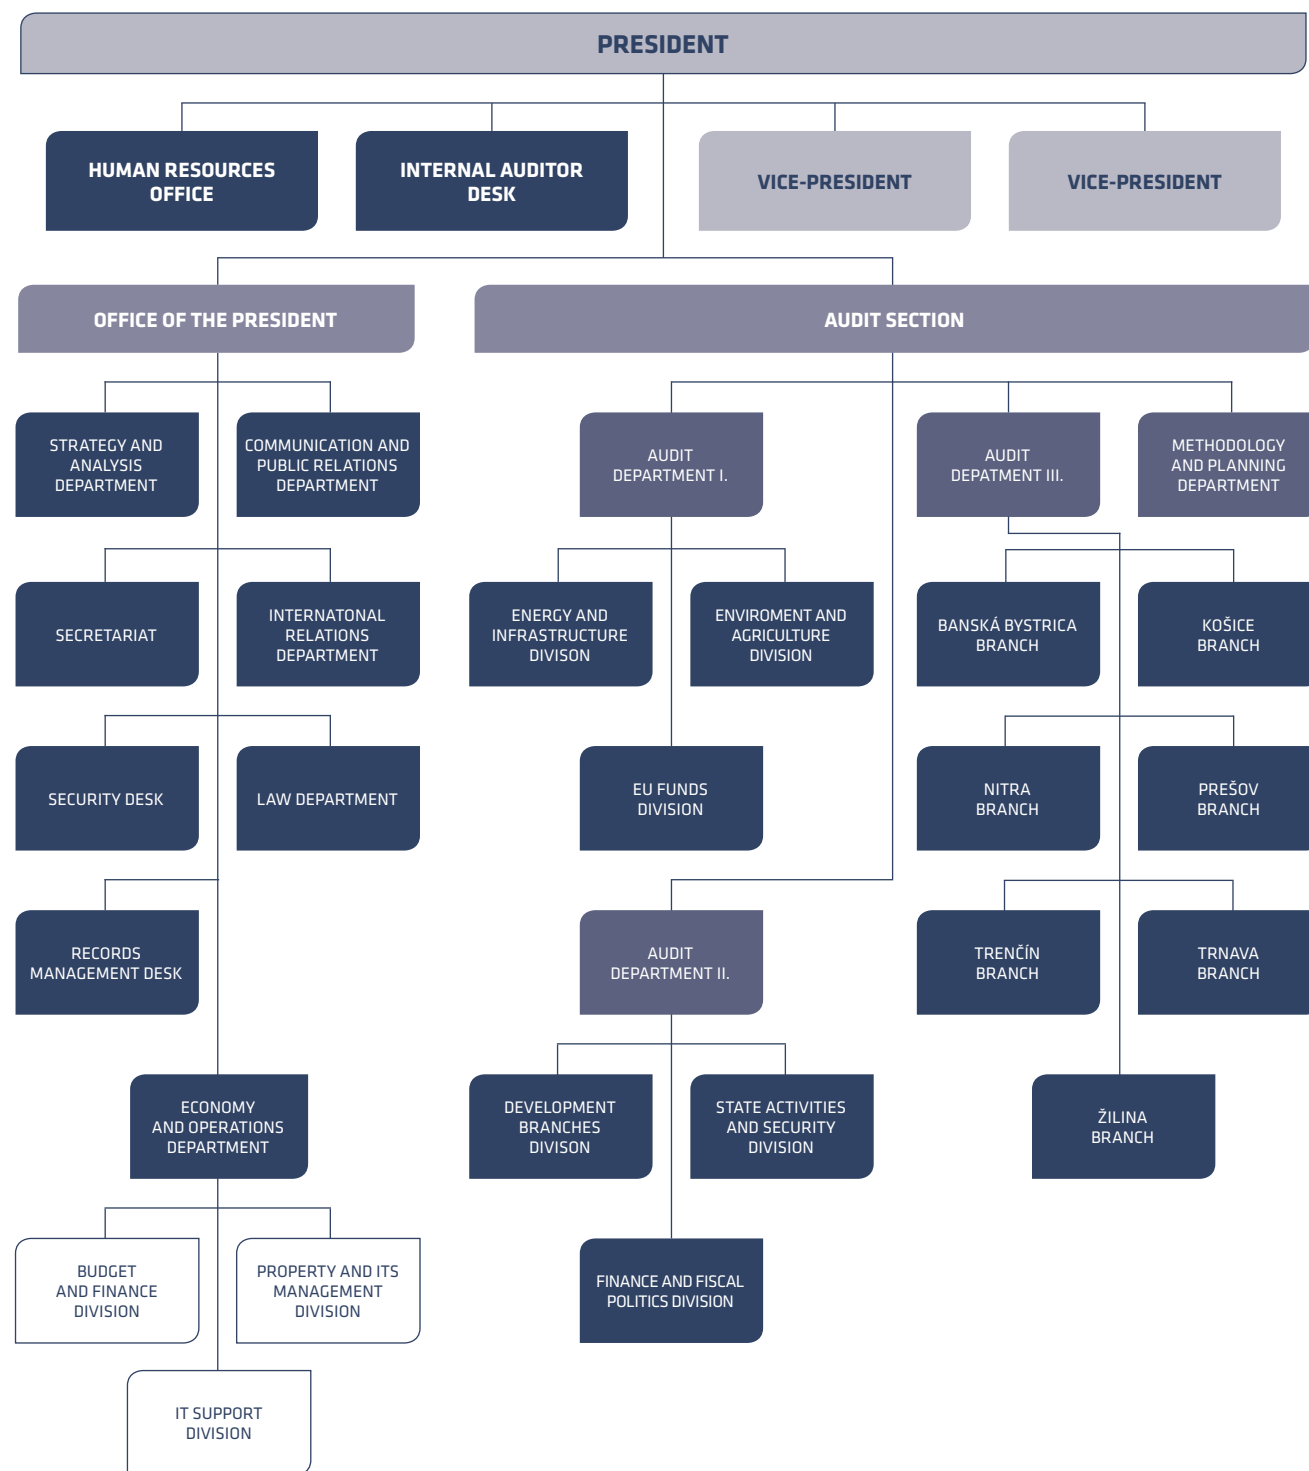 PRESIDENT
HUMAN RESOURCES
OFFICE
INTERNAL AUDITOR
DESK
VICE-PRESIDENT
VICE-PRESIDENT
OFFICE OF THE PRESIDENT
AUDIT SECTION
STRATEGY AND
ANALYSIS
DEPARTMENT
COMMUNICATION AND
PUBLIC RELATIONS
DEPARTMENT
AUDIT
DEPARTMENT I.
AUDIT
DEPATMENT III.
METHODOLOGY
AND PLANNING
DEPARTMENT
SECRETARIAT
INTERNATONAL
RELATIONS
DEPARTMENT
ENERGY AND
INFRASTRUCTURE
DIVISON
ENVIROMENT AND
AGRICULTURE
DIVISION
BANSKÁ BYSTRICA
BRANCH
KOŠICE
BRANCH
SECURITY DESK
LAW DEPARTMENT
EU FUNDS
DIVISION
NITRA
BRANCH
PREŠOV
BRANCH
RECORDS
MANAGEMENT DESK
AUDIT
DEPARTMENT II.
TRENČÍN
BRANCH
TRNAVA
BRANCH
ECONOMY
AND OPERATIONS
DEPARTMENT
DEVELOPMENT
BRANCHES
DIVISON
STATE ACTIVITIES
AND SECURITY
DIVISION
ŽILINA
BRANCH
BUDGET
AND FINANCE
DIVISION
PROPERTY AND ITS
MANAGEMENT
DIVISION
FINANCE AND FISCAL
POLITICS DIVISION
IT SUPPORT
DIVISION